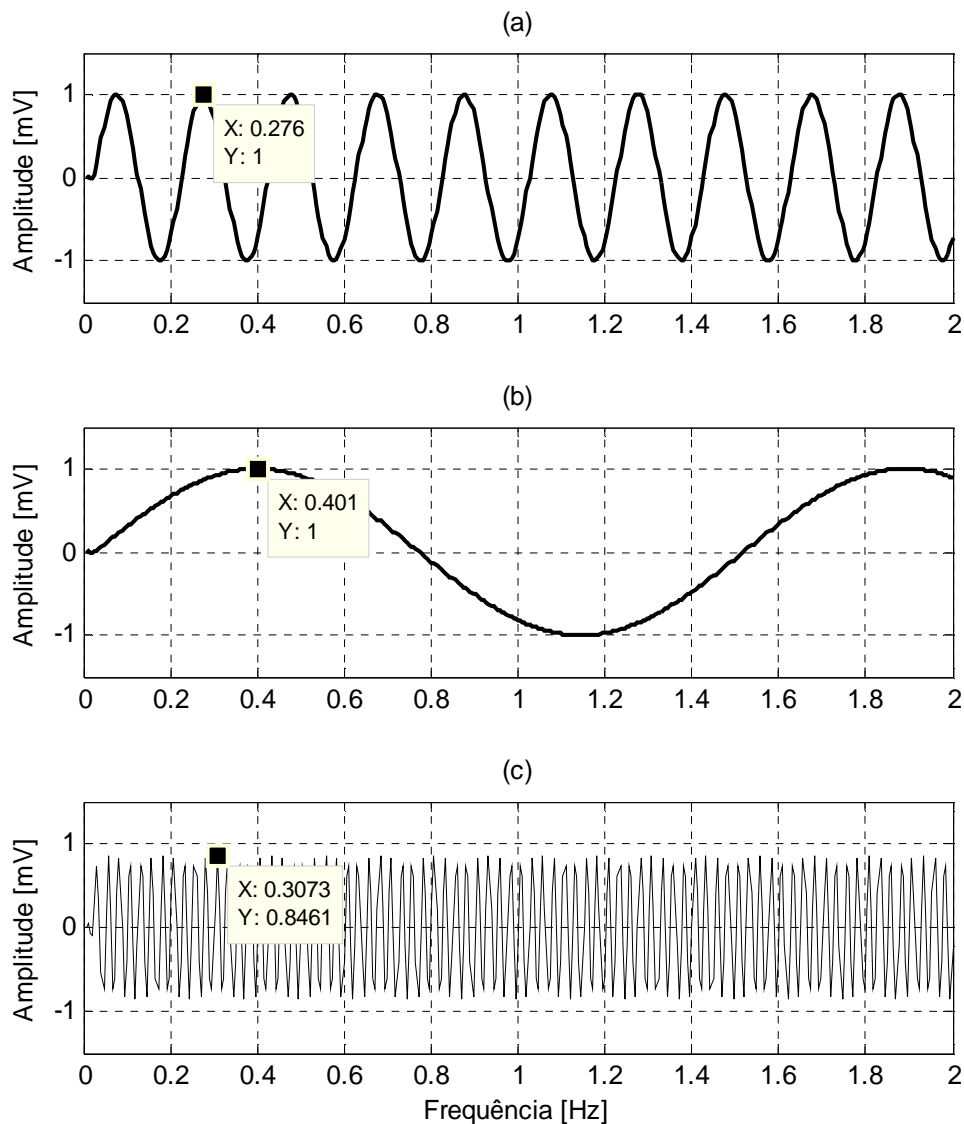 (a)
Amplitude [mV]
1
0
-1
X: 0.276
Y: 1
0 0.2 0.4 0.6 0.8 1 1.2 1.4 1.6 1.8 2
(b)
Amplitude [mV]
1
0
-1
X: 0.401
Y: 1
0 0.2 0.4 0.6 0.8 1 1.2 1.4 1.6 1.8 2
(c)
Amplitude [mV]
1
0
-1
X: 0.3073
Y: 0.8461
0 0.2 0.4 0.6 0.8 1 1.2 1.4 1.6 1.8 2
Frequência [Hz]